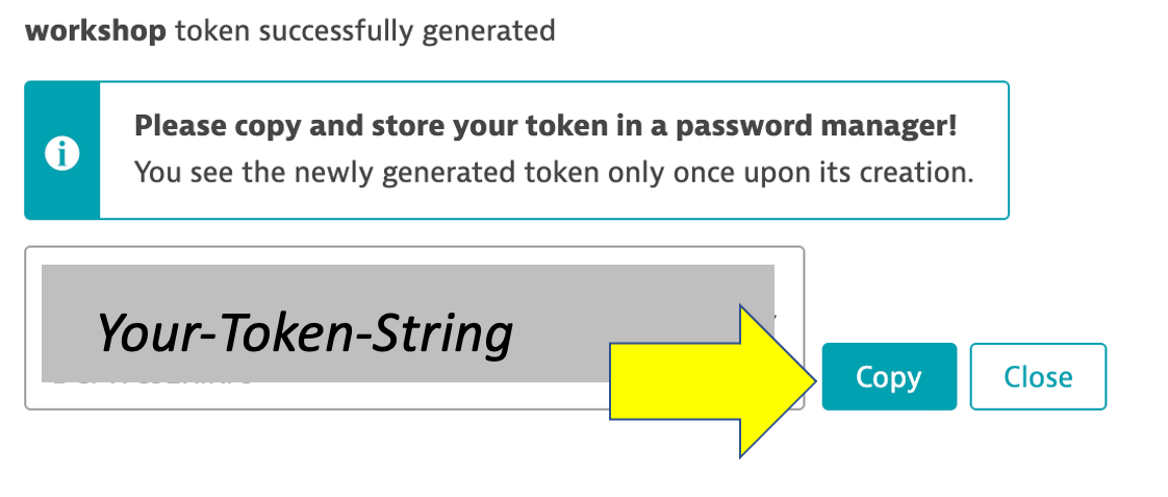 workshop token successfully generated
Please copy and store your token in a password manager!
You see the newly generated token only once upon its creation.
Your-Token-String
Copy
Close